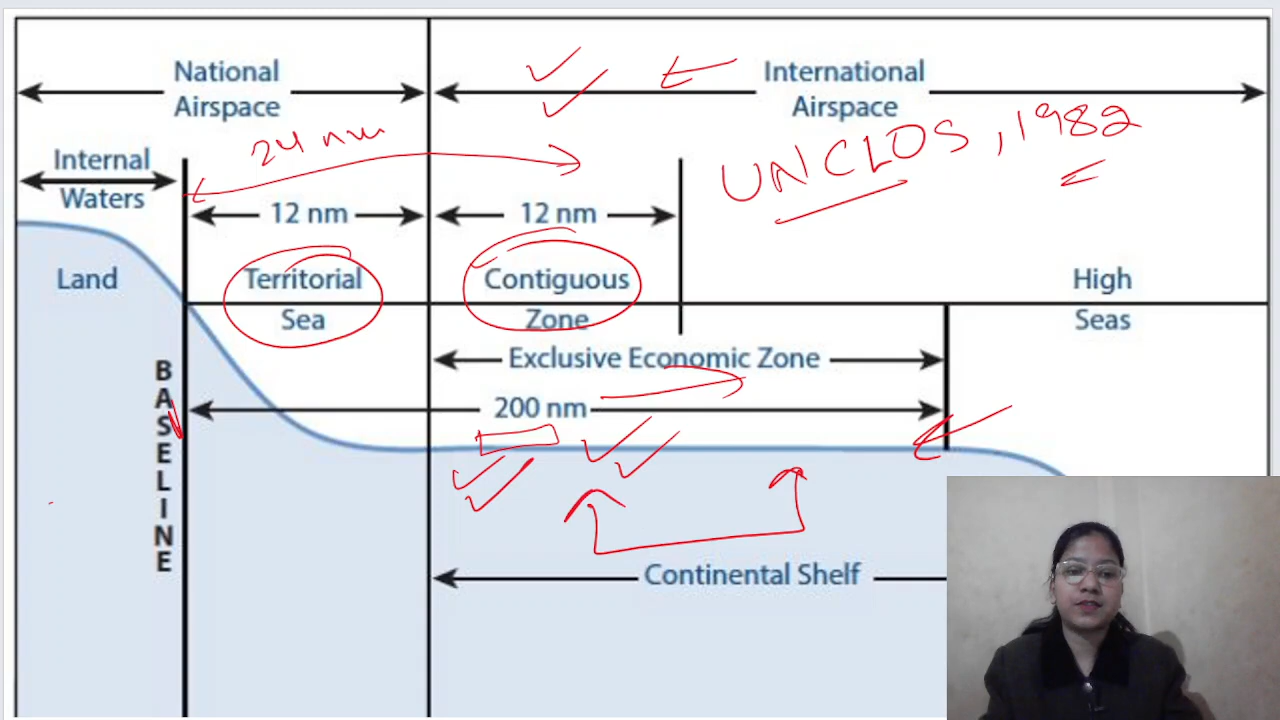 National
Airspace
International
Airspace
24 nm
UNCLOS, 1982
Internal
Waters
12 nm
12 nm
Land
Territorial
Sea
Contiguous
Zone
High
Seas
Exclusive Economic Zone
200 nm
BASELINE
Continental Shelf